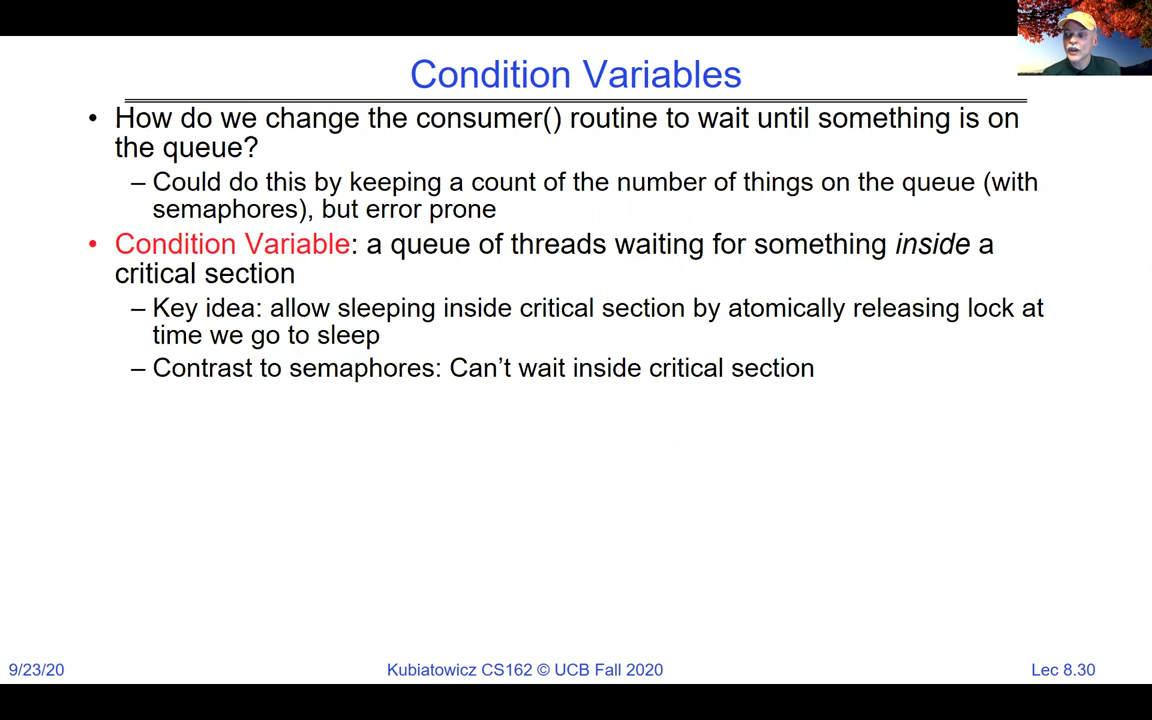 Condition Variables
• How do we change the consumer() routine to wait until something is on
the queue?
– Could do this by keeping a count of the number of things on the queue (with
semaphores), but error prone
• Condition Variable: a queue of threads waiting for something inside a
critical section
– Key idea: allow sleeping inside critical section by atomically releasing lock at
time we go to sleep
– Contrast to semaphores: Can’t wait inside critical section
9/23/20
Kubiatowicz CS162 © UCB Fall 2020
Lec 8.30